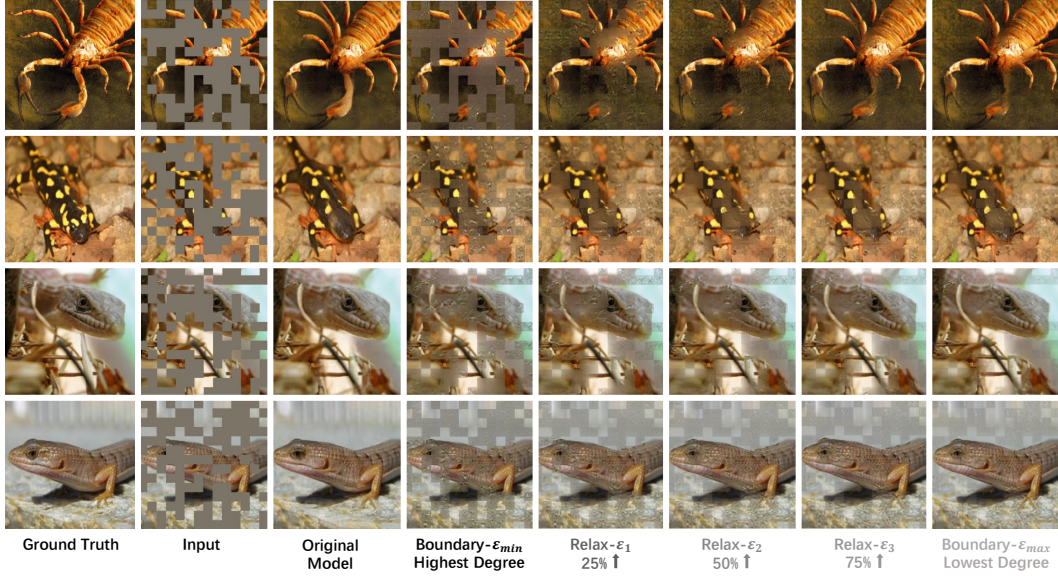 Ground Truth
Input
Original
Model
Boundary-ε_min
Highest Degree
Relax-ε_1
25% ↑
Relax-ε_2
50% ↑
Relax-ε_3
75% ↑
Boundary-ε_max
Lowest Degree